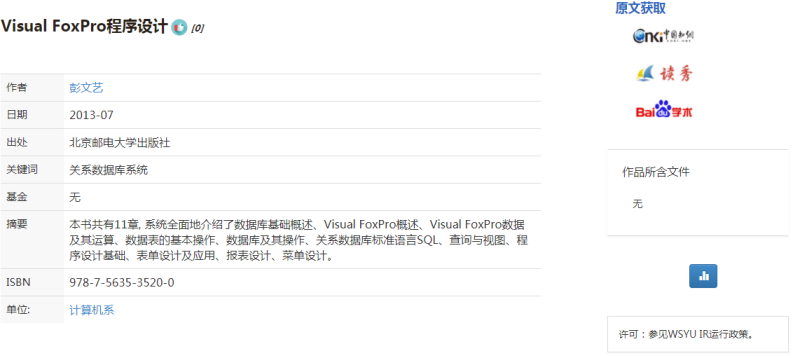 Visual FoxPro程序设计 [0]
作者 彭文艺
日期 2013-07
出处 北京邮电大学出版社
关键词 关系数据库系统
基金 无
摘要 本书共有11章, 系统全面地介绍了数据库基础概述、Visual FoxPro概述、Visual FoxPro数据
及其运算、数据表的基本操作、数据库及其操作、关系数据库标准语言SQL、查询与视图、程
序设计基础、表单设计及应用、报表设计、菜单设计。
ISBN 978-7-5635-3520-0
单位: 计算机系
原文获取
cnki 中国知网
读秀
Bai du 学术
作品所含文件
无
许可：参见WSYU IR运行政策。